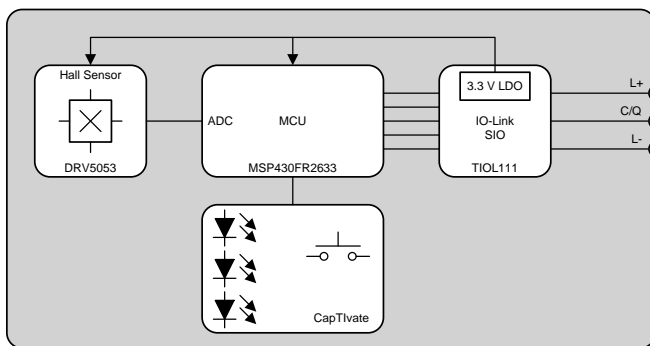 Hall Sensor
DRV5053
ADC
MCU
MSP430FR2633
3.3 V LDO
IO-Link
SIO
TIOL111
L+
C/Q
L-
CapTIvate